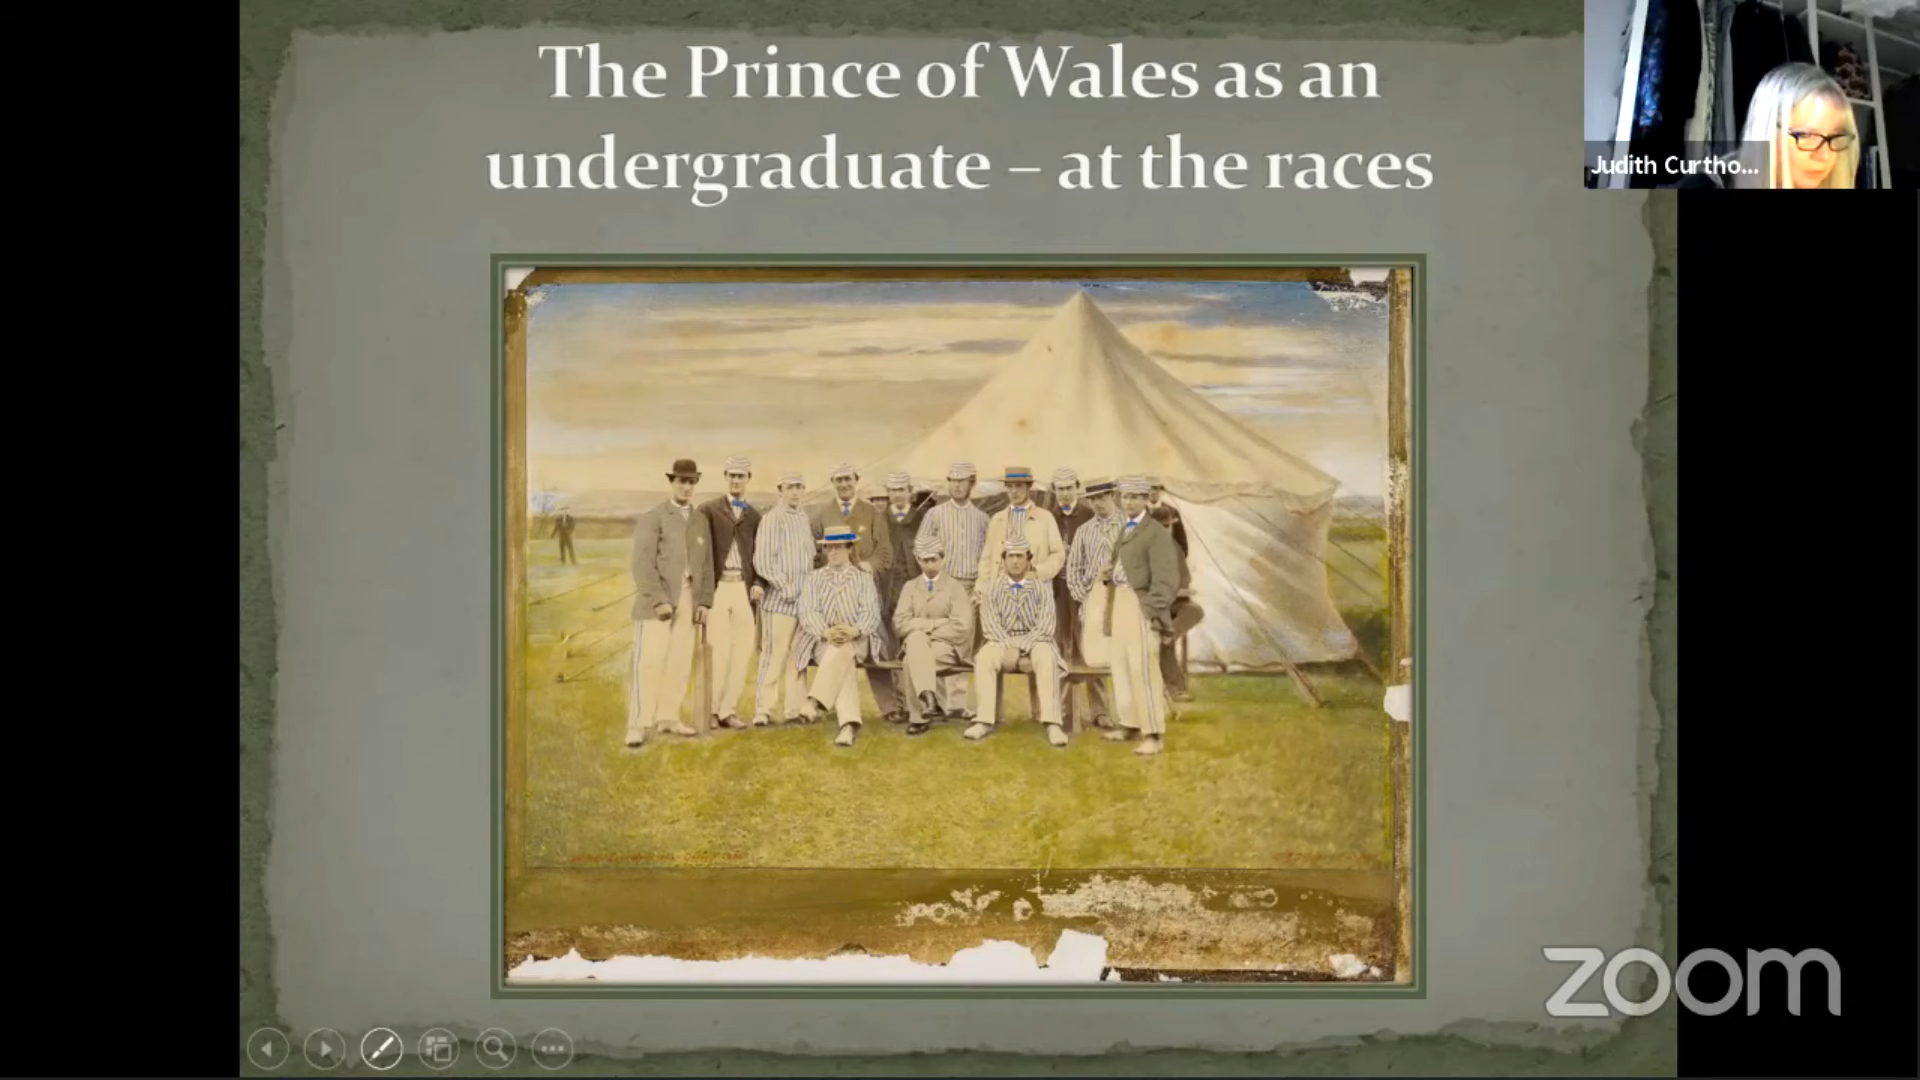 The Prince of Wales as an
undergraduate – at the races
Judith Curtho...
zoom